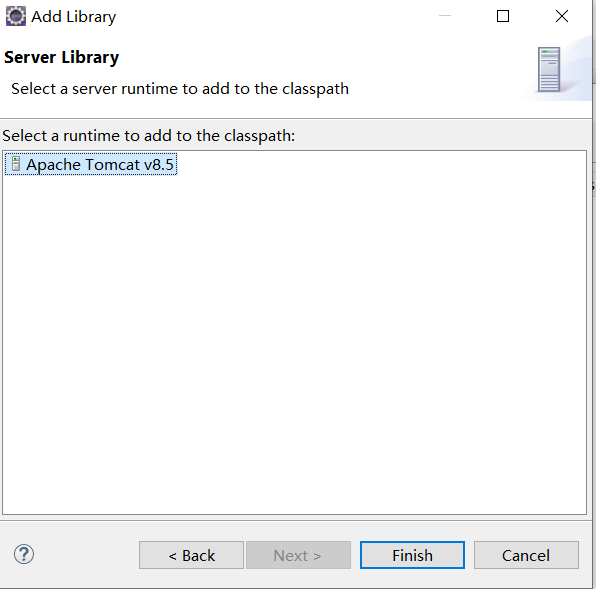 Add Library
Server Library
Select a server runtime to add to the classpath
Select a runtime to add to the classpath:
Apache Tomcat v8.5
?
< Back
Next >
Finish
Cancel